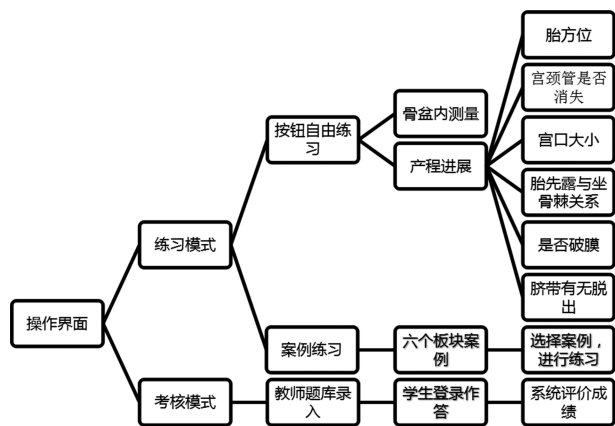 胎方位
宫颈管是否
消失
骨盆内测量
按钮自由练
习
宫口大小
产程进展
胎先露与坐
骨棘关系
练习模式
是否破膜
脐带有无脱
出
操作界面
案例练习
六个板块案
例
选择案例，
进行练习
考核模式
教师题库录
入
学生登录作
答
系统评价成
绩